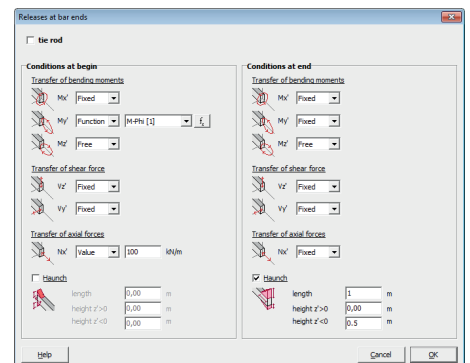 Releases at bar ends
tie rod
Conditions at begin
Transfer of bending moments
Mx' Fixed
My' Function M-Phi [1]
Mz' Free
Transfer of shear force
Vz' Fixed
Vy' Fixed
Transfer of axial forces
Nx' Value 100 kN/m
Haunch
length 0,00 m
height z'>0 0,00 m
height z'<0 0,00 m
Conditions at end
Transfer of bending moments
Mx' Fixed
My' Fixed
Mz' Free
Transfer of shear force
Vz' Fixed
Vy' Fixed
Transfer of axial forces
Nx' Fixed
Haunch
length 1 m
height z'>0 0,00 m
height z'<0 0.5 m
Help
Cancel
OK